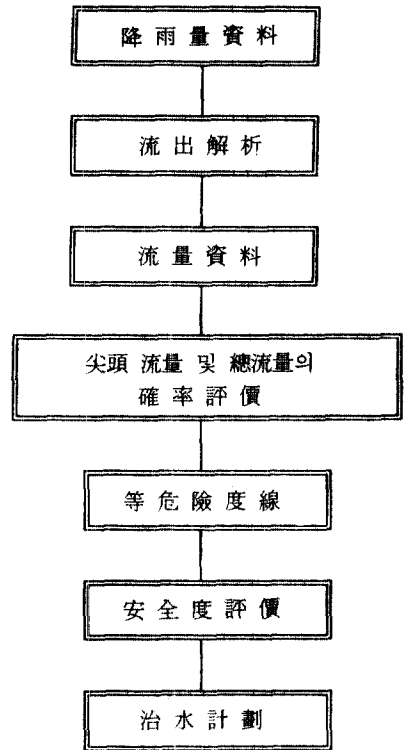 降雨量資料
流出解析
流量資料
尖頭 流量 및 總流量의
確率評價
等危險度線
安全度評價
治水計劃